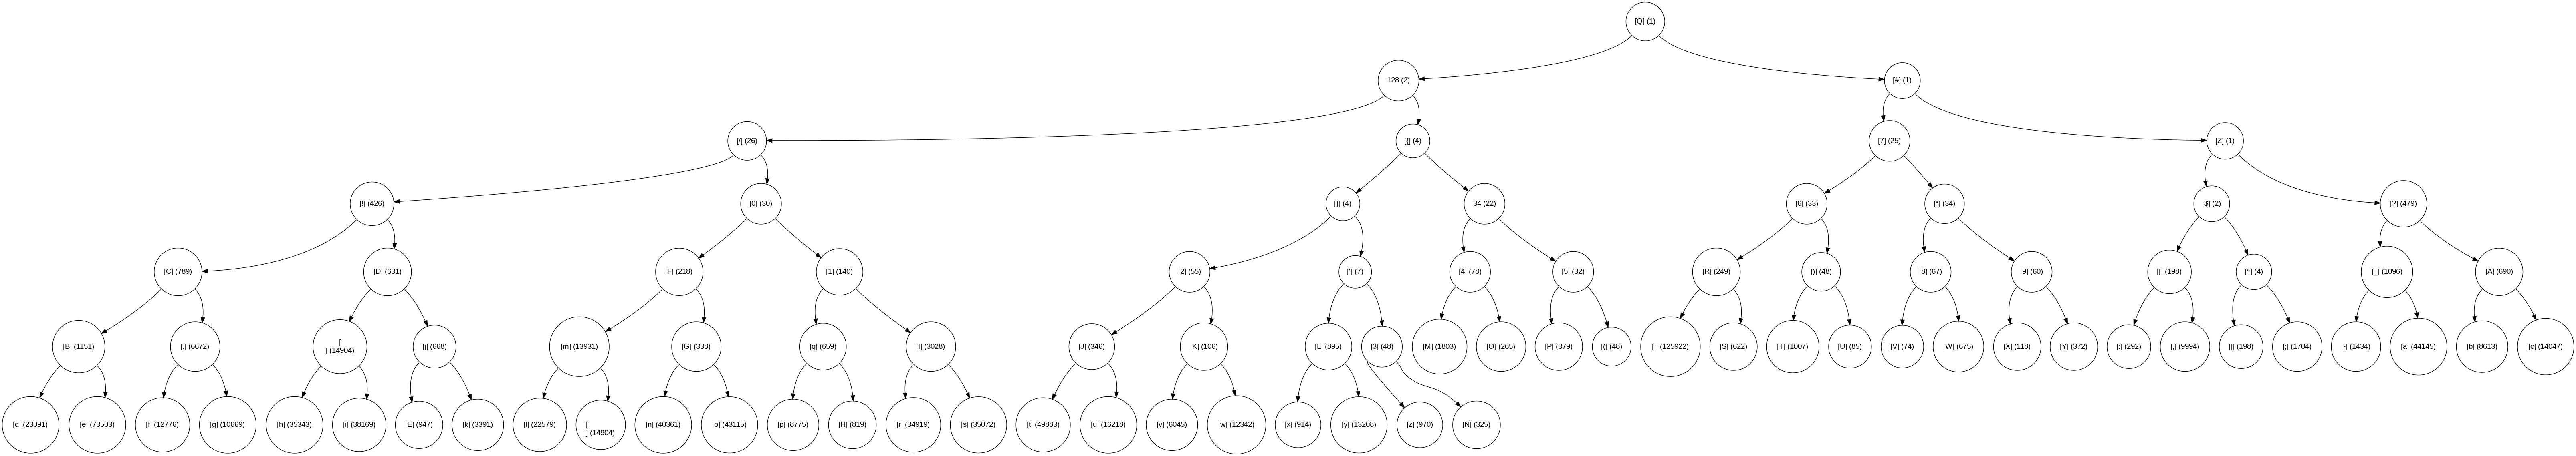 [Q] (1)
128 (2)
[#] (1)
[/] (26)
[{] (4)
[7] (25)
[Z] (1)
[!] (426)
[0] (30)
[}] (4)
34 (22)
[6] (33)
[*] (34)
[$] (2)
[?] (479)
[C] (789)
[D] (631)
[F] (218)
[1] (140)
[2] (55)
['] (7)
[4] (78)
[5] (32)
[R] (249)
[)] (48)
[8] (67)
[9] (60)
[[] (198)
[^] (4)
[_] (1096)
[A] (690)
[B] (1151)
[.] (6672)
[
] (14904)
[j] (668)
[m] (13931)
[G] (338)
[q] (659)
[I] (3028)
[J] (346)
[K] (106)
[L] (895)
[3] (48)
[M] (1803)
[O] (265)
[P] (379)
[(] (48)
[ ] (125922)
[S] (622)
[T] (1007)
[U] (85)
[V] (74)
[W] (675)
[X] (118)
[Y] (372)
[:] (292)
[,] (9994)
[]] (198)
[;] (1704)
[-] (1434)
[a] (44145)
[b] (8613)
[c] (14047)
[d] (23091)
[e] (73503)
[f] (12776)
[g] (10669)
[h] (35343)
[i] (38169)
[E] (947)
[k] (3391)
[l] (22579)
[
] (14904)
[n] (40361)
[o] (43115)
[p] (8775)
[H] (819)
[r] (34919)
[s] (35072)
[t] (49883)
[u] (16218)
[v] (6045)
[w] (12342)
[x] (914)
[y] (13208)
[z] (970)
[N] (325)